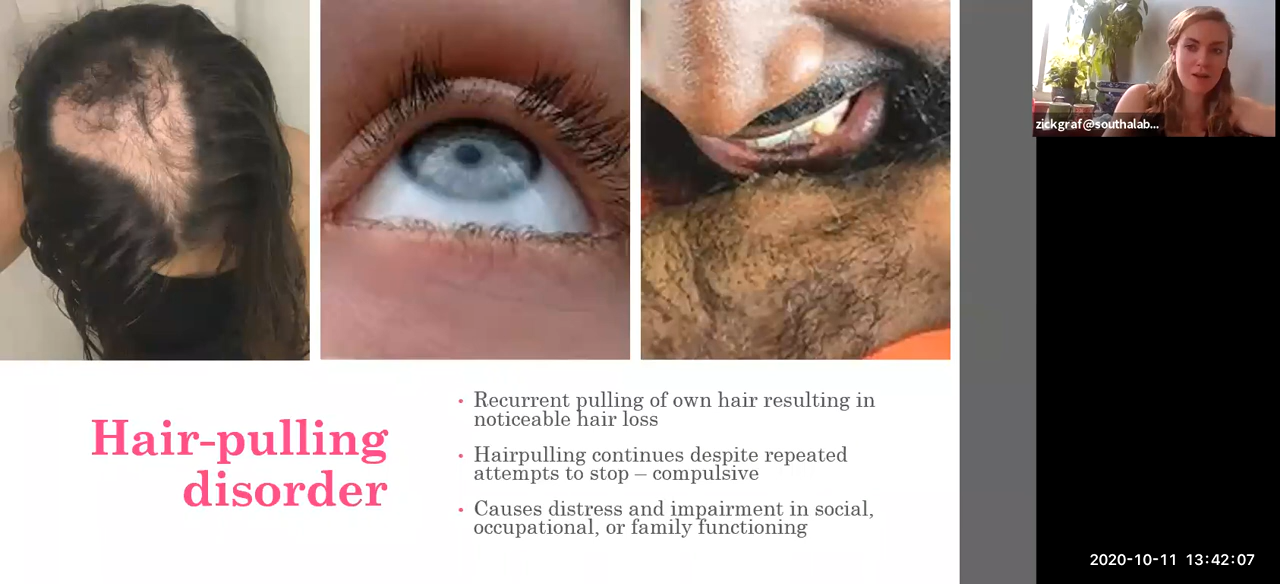 zickgraf@southalab...
Hair-pulling
disorder
• Recurrent pulling of own hair resulting in
noticeable hair loss
• Hairpulling continues despite repeated
attempts to stop – compulsive
• Causes distress and impairment in social,
occupational, or family functioning
2020-10-11 13:42:07